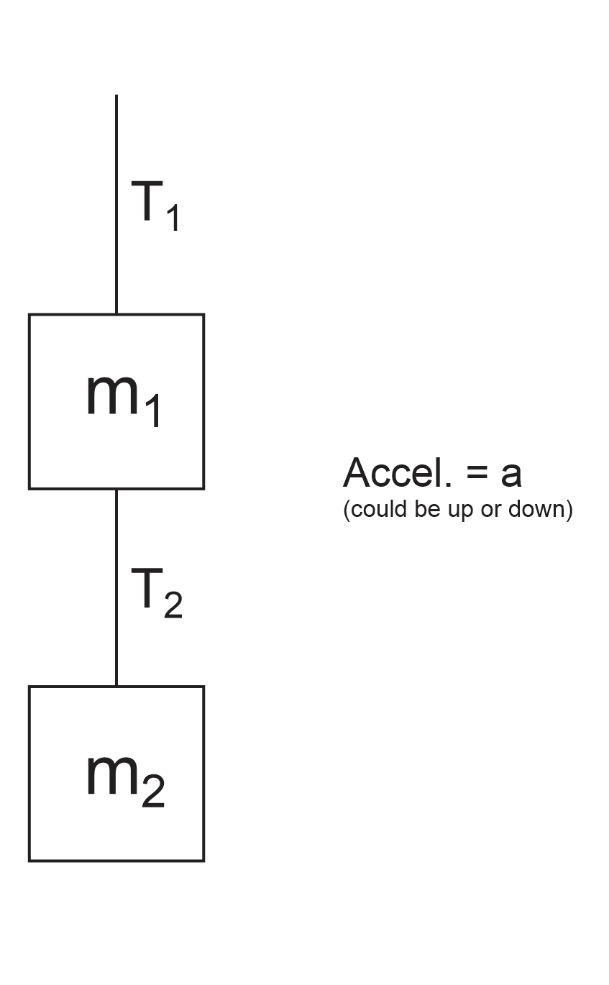 T₁
m₁
Accel. = a
(could be up or down)
T₂
m₂